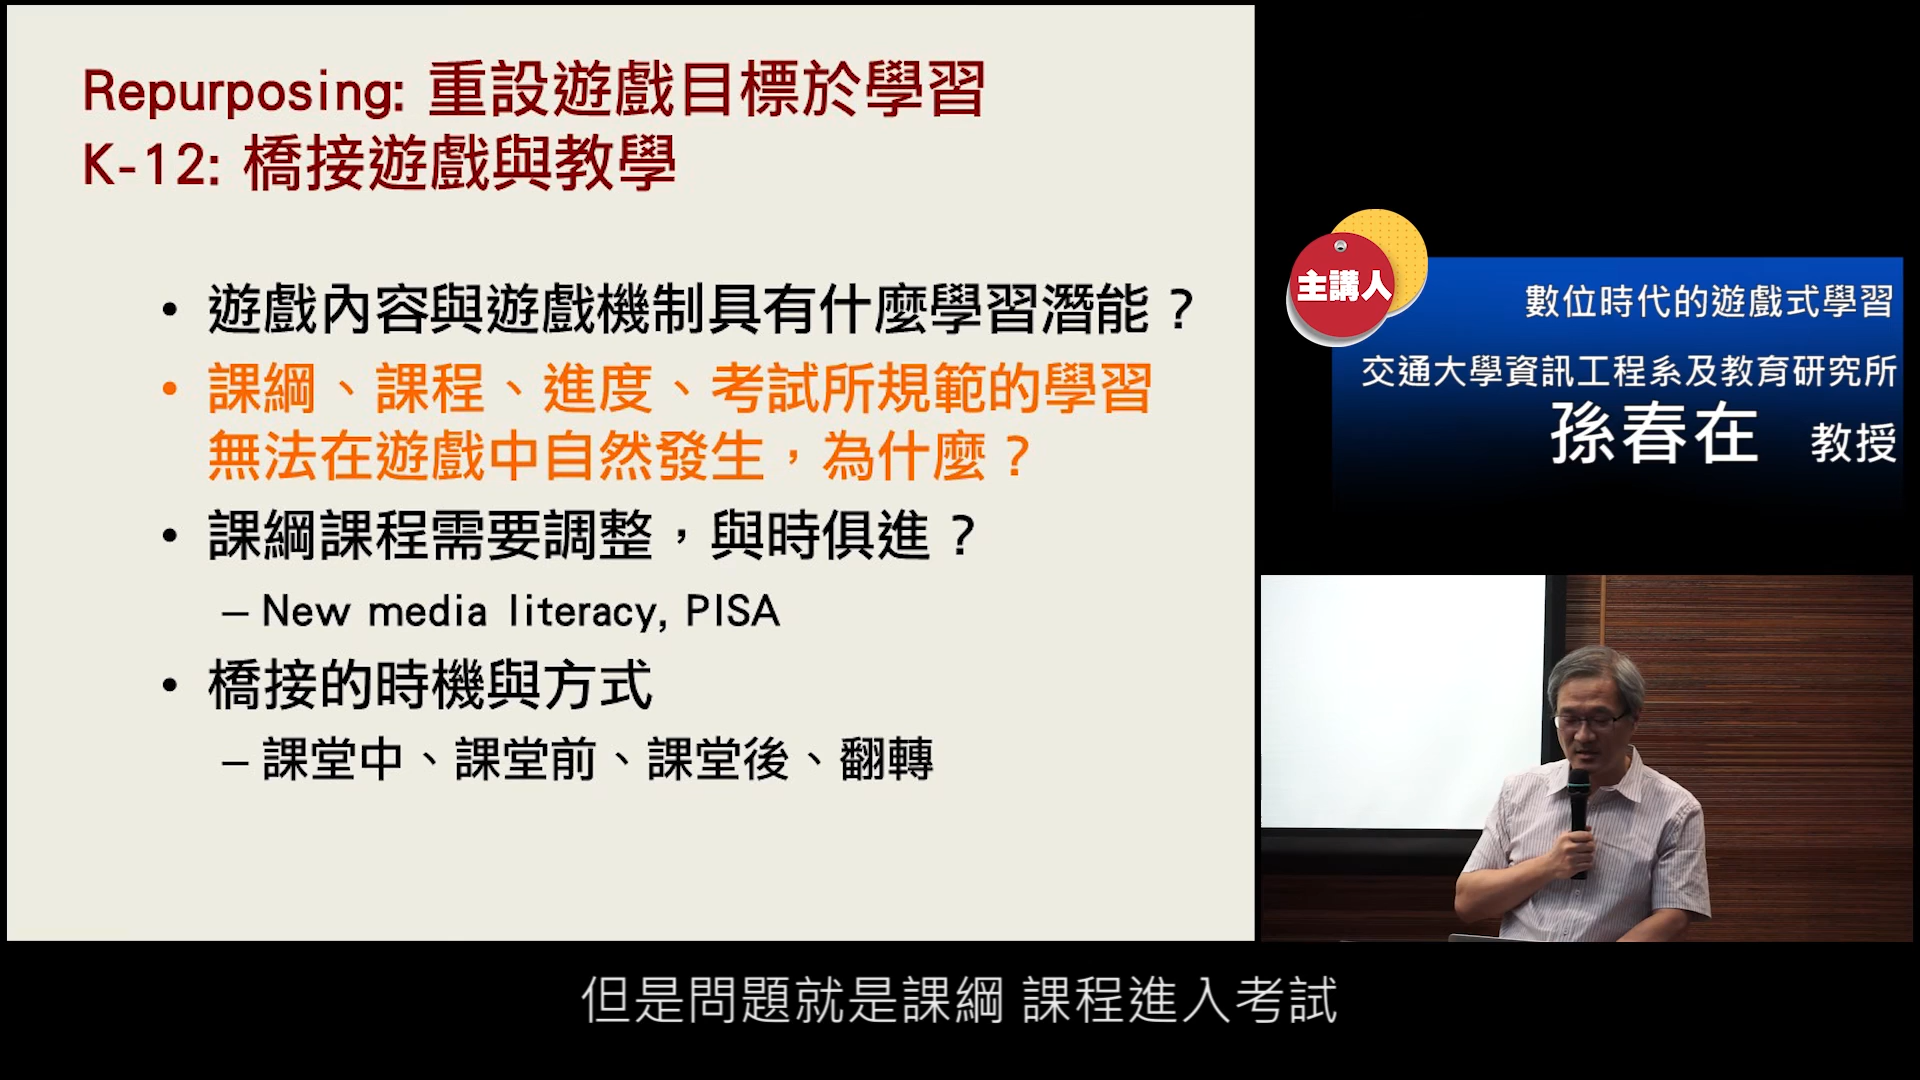 Repurposing: 重設遊戲目標於學習
K-12: 橋接遊戲與教學
• 遊戲內容與遊戲機制具有什麼學習潛能？
• 課綱、課程、進度、考試所規範的學習
無法在遊戲中自然發生，為什麼？
• 課綱課程需要調整，與時俱進？
– New media literacy, PISA
• 橋接的時機與方式
– 課堂中、課堂前、課堂後、翻轉
主講人
數位時代的遊戲式學習
交通大學資訊工程系及教育研究所
孫春在 教授
但是問題就是課綱 課程進入考試